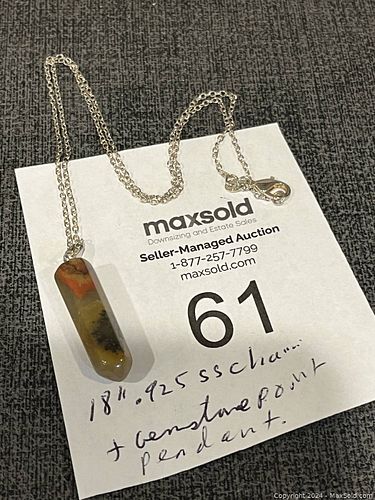 maxsold
Downsizing and Estate Sales
Seller-Managed Auction
1-877-257-7799
maxsold.com
61
18". .925 ss chain
+ gemstone point
pendant.
Copyright 2024 - MaxSold.com